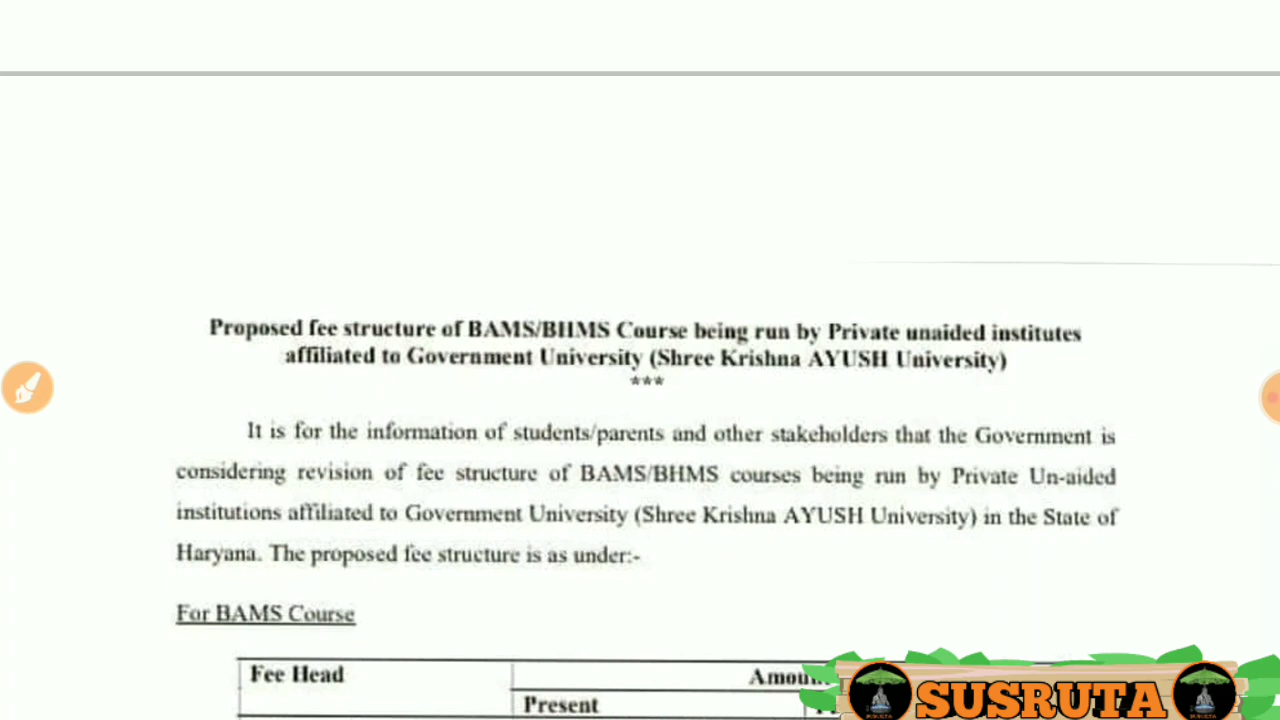 Proposed fee structure of BAMS/BHMS Course being run by Private unaided institutes
affiliated to Government University (Shree Krishna AYUSH University)
***
It is for the information of students/parents and other stakeholders that the Government is
considering revision of fee structure of BAMS/BHMS courses being run by Private Un-aided
institutions affiliated to Government University (Shree Krishna AYUSH University) in the State of
Haryana. The proposed fee structure is as under:-
For BAMS Course
Fee Head
Present
SUSRUTA